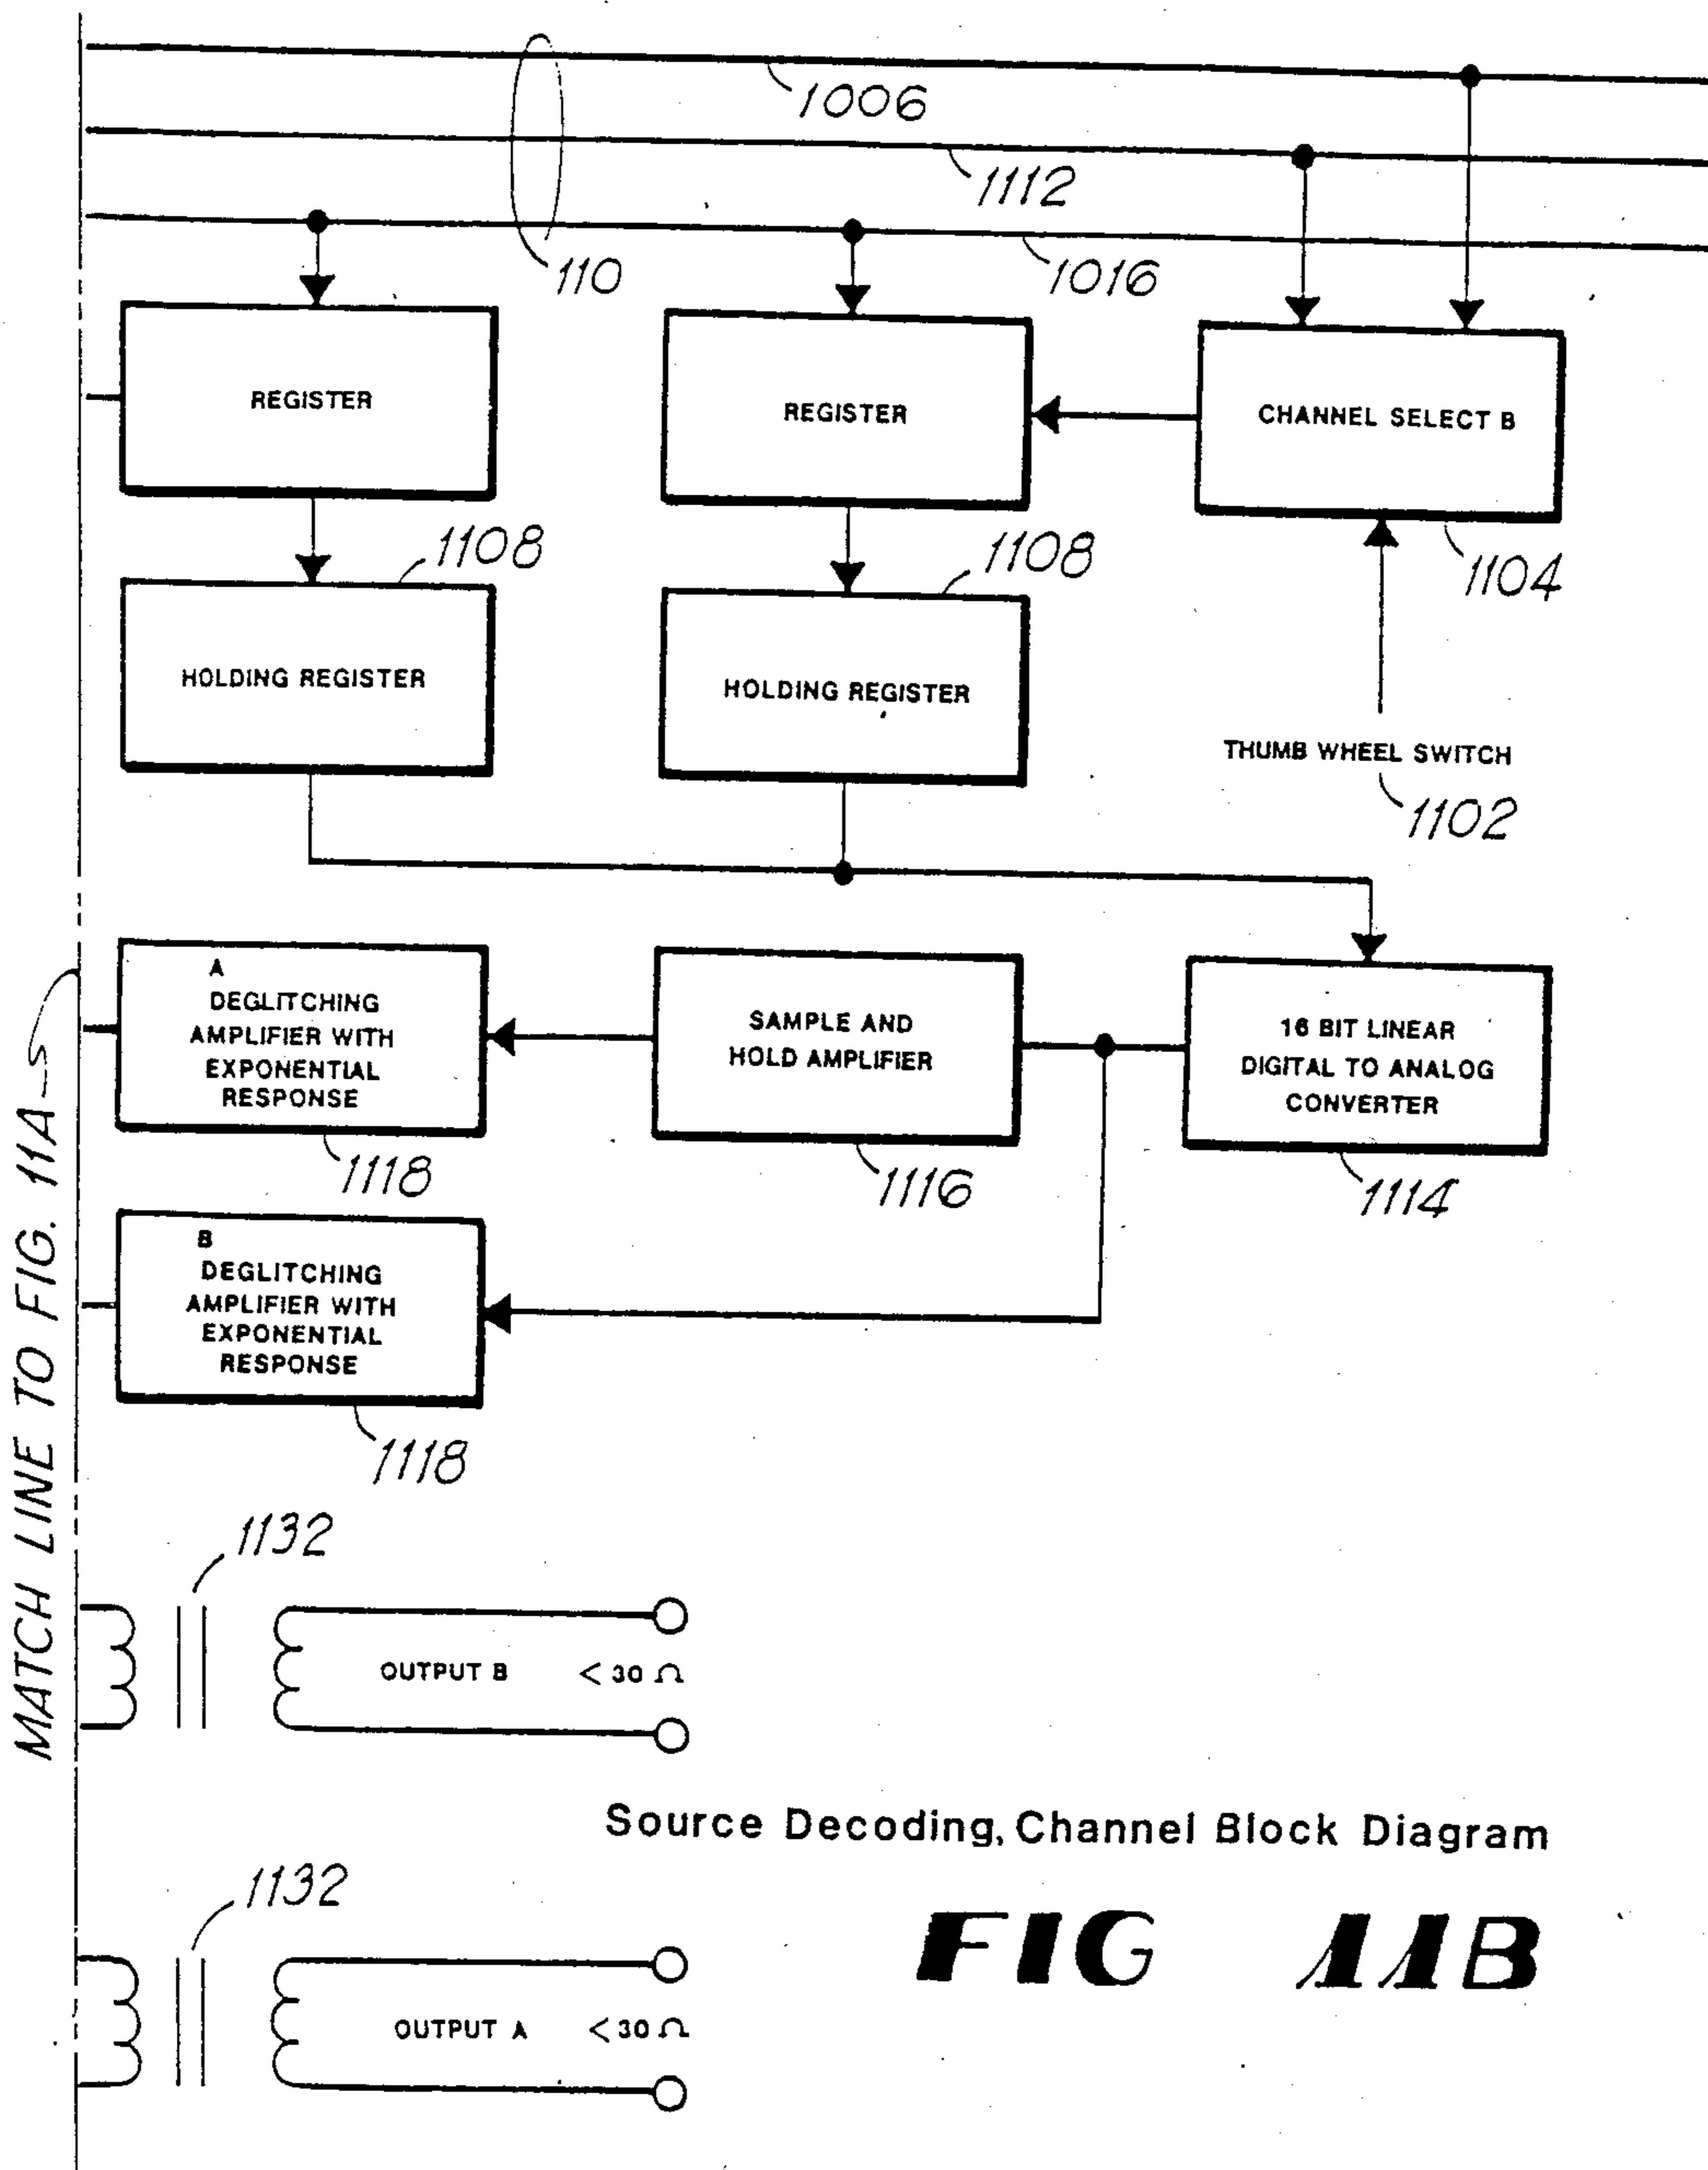 1006
1112
110
1016
REGISTER
REGISTER
CHANNEL SELECT B
1108
1108
1104
HOLDING REGISTER
HOLDING REGISTER
THUMB WHEEL SWITCH
1102
A
DEGLITCHING
AMPLIFIER WITH
EXPONENTIAL
RESPONSE
SAMPLE AND
HOLD AMPLIFIER
16 BIT LINEAR
DIGITAL TO ANALOG
CONVERTER
1118
1116
1114
B
DEGLITCHING
AMPLIFIER WITH
EXPONENTIAL
RESPONSE
1118
MATCH LINE TO FIG. 11A
1132
OUTPUT B < 30 Ω
Source Decoding, Channel Block Diagram
1132
OUTPUT A < 30 Ω
FIG 11B